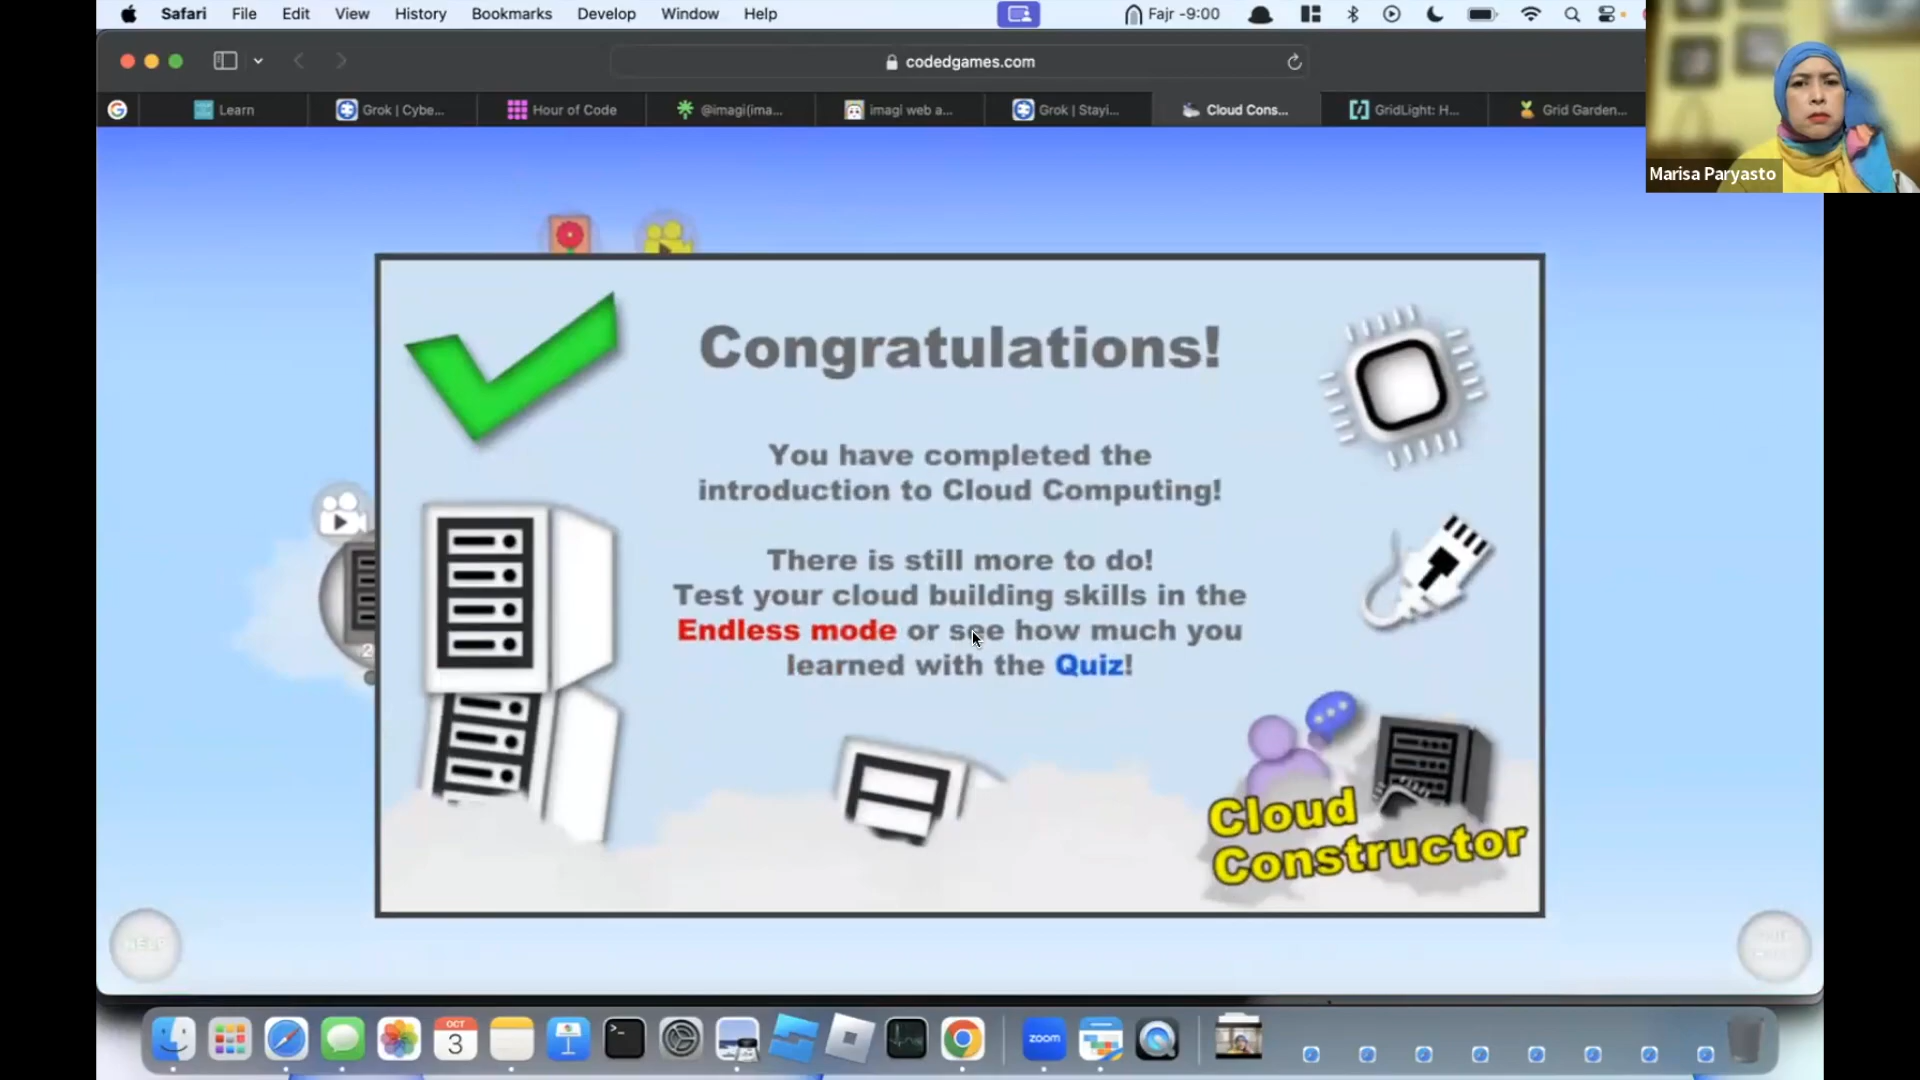 Safari File Edit View History Bookmarks Develop Window Help
Fajr -9:00
codedgames.com
Learn
Grok | Cybe...
Hour of Code
@imagi(ima...
imagi web a...
Grok | Stayi...
Cloud Cons...
GridLight: H...
Grid Garden...
Marisa Paryasto
Congratulations!
You have completed the
introduction to Cloud Computing!
There is still more to do!
Test your cloud building skills in the
Endless mode or see how much you
learned with the Quiz!
2
Cloud
Constructor
HELP
OCT
3
zoom